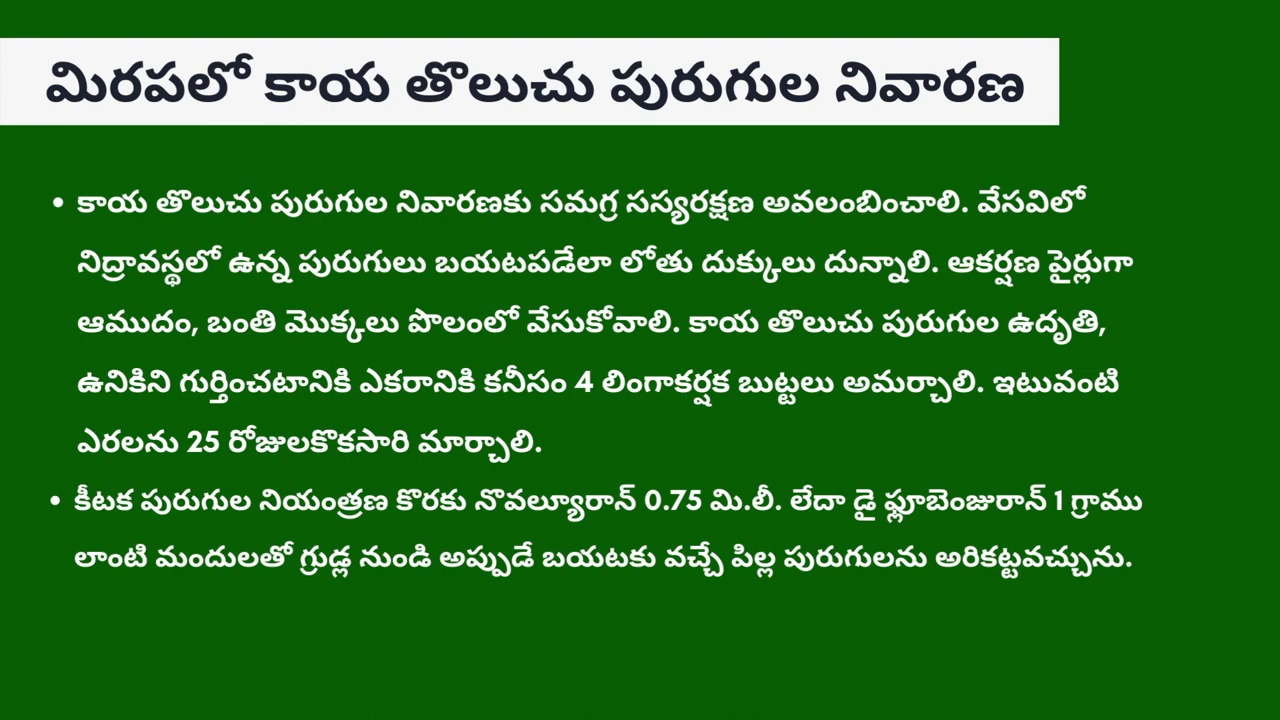 మిరపలో కాయ తొలుచు పురుగుల నివారణ
• కాయ తొలుచు పురుగుల నివారణకు సమగ్ర సస్యరక్షణ అవలంబించాలి. వేసవిలో
నిద్రావస్థలో ఉన్న పురుగులు బయటపడేలా లోతు దుక్కులు దున్నాలి. ఆకర్షణ పైర్లుగా
ఆముదం, బంతి మొక్కలు పొలంలో వేసుకోవాలి. కాయ తొలుచు పురుగుల ఉదృతి,
ఉనికిని గుర్తించటానికి ఎకరానికి కనీసం 4 లింగాకర్షక బుట్టలు అమర్చాలి. ఇటువంటి
ఎరలను 25 రోజులకొకసారి మార్చాలి.
• కీటక పురుగుల నియంత్రణ కొరకు నొవల్యూరాన్ 0.75 మి.లీ. లేదా డై ఫ్లూబెంజురాన్ 1 గ్రాము
లాంటి మందులతో గ్రుడ్ల నుండి అప్పుడే బయటకు వచ్చే పిల్ల పురుగులను అరికట్టవచ్చును.